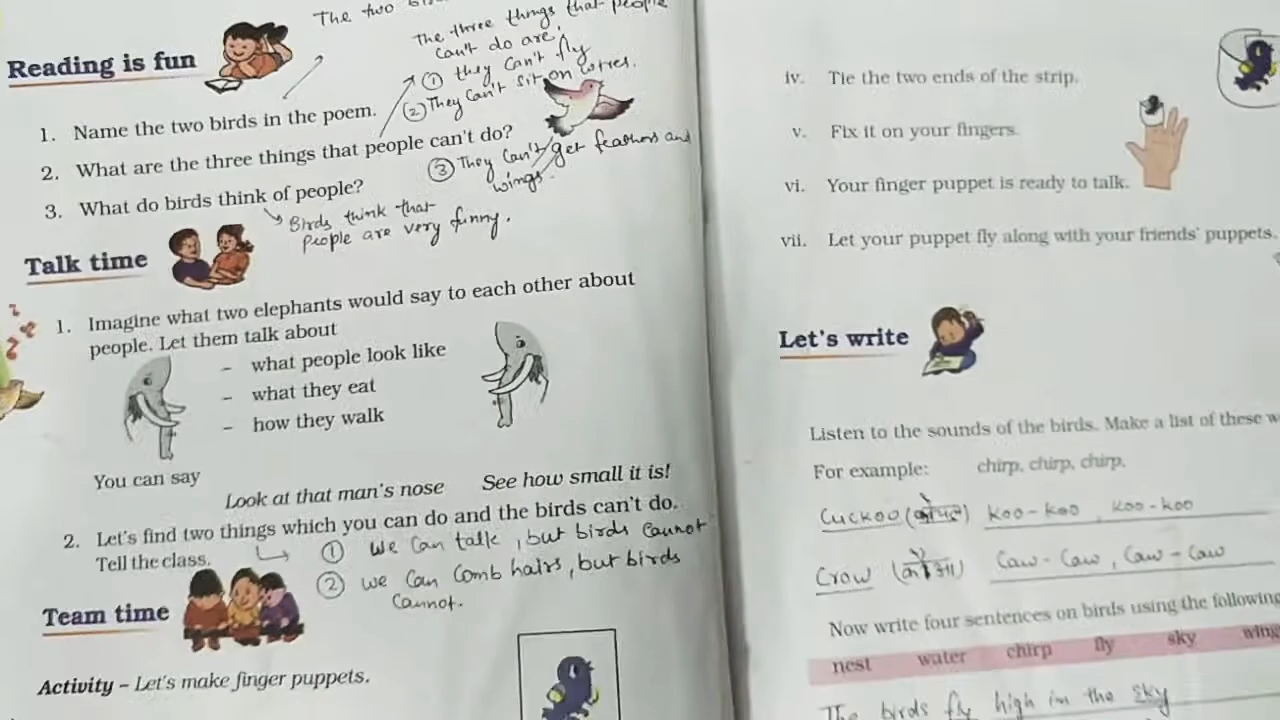 The two
The three things that people
can't do are,
① they can't fly
② They can't sit on wires.
Reading is fun
1. Name the two birds in the poem.
2. What are the three things that people can't do?
③ They can't get feathers and
wings.
3. What do birds think of people?
Birds think that
people are very funny.
Talk time
1. Imagine what two elephants would say to each other about
people. Let them talk about
– what people look like
– what they eat
– how they walk
You can say
Look at that man's nose See how small it is!
2. Let's find two things which you can do and the birds can't do.
Tell the class.
① We can talk, but birds cannot
② we can comb hairs, but birds
cannot.
Team time
Activity – Let's make finger puppets.
iv. Tie the two ends of the strip.
v. Fix it on your fingers.
vi. Your finger puppet is ready to talk.
vii. Let your puppet fly along with your friends' puppets.
Let's write
Listen to the sounds of the birds. Make a list of these
For example: chirp, chirp, chirp.
Cuckoo koo-koo, koo-koo
Crow Caw-Caw, Caw-Caw
Now write four sentences on birds using the following
nest water chirp fly sky wing
The birds fly high in the sky